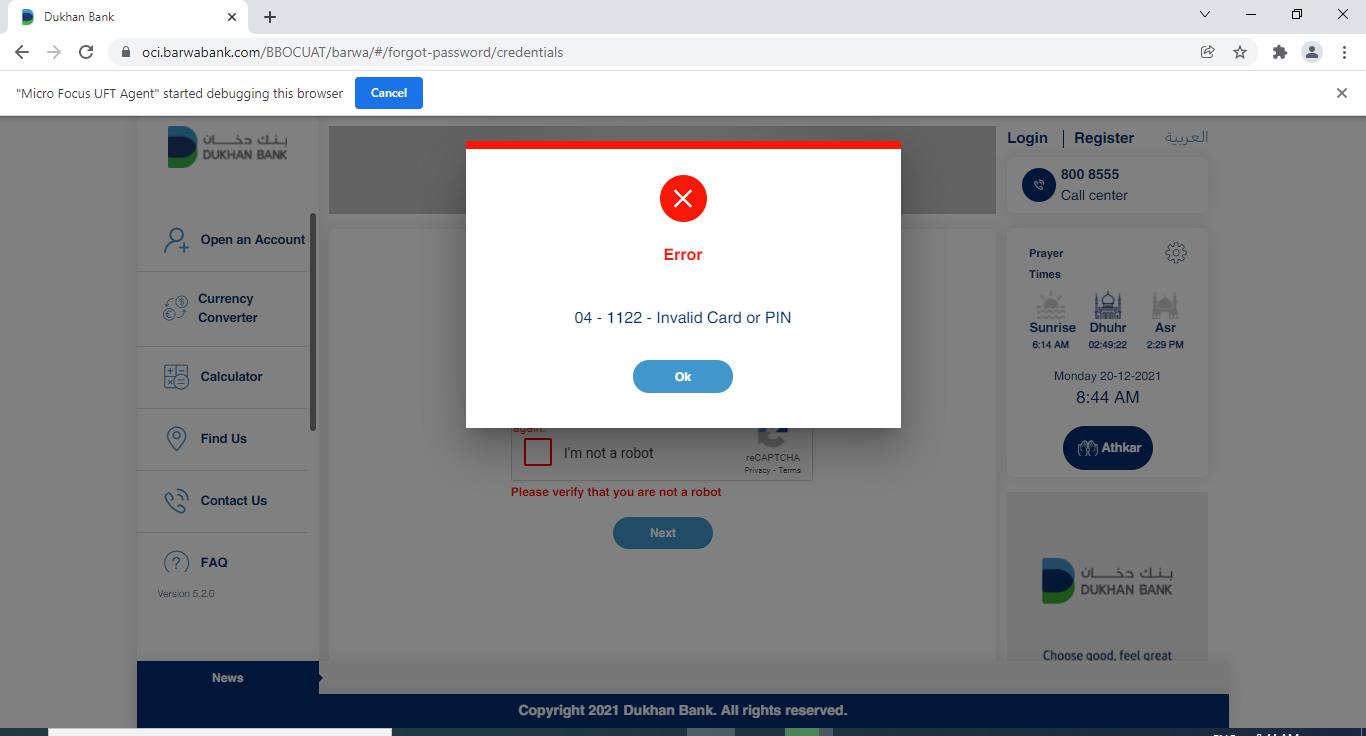 Dukhan Bank
oci.barwabank.com/BBOCUAT/barwa/#/forgot-password/credentials
"Micro Focus UFT Agent" started debugging this browser
Cancel
بنك دخان
DUKHAN BANK
Open an Account
Currency
Converter
Calculator
Find Us
Contact Us
FAQ
Version 5.2.0
Error
04 - 1122 - Invalid Card or PIN
Ok
again.
I'm not a robot
reCAPTCHA
Privacy - Terms
Please verify that you are not a robot
Next
Login | Register العربية
800 8555
Call center
Prayer
Times
Sunrise Dhuhr Asr
6:14 AM 02:49:22 2:29 PM
Monday 20-12-2021
8:44 AM
Athkar
بنك دخان
DUKHAN BANK
Choose good, feel great
News
Copyright 2021 Dukhan Bank. All rights reserved.